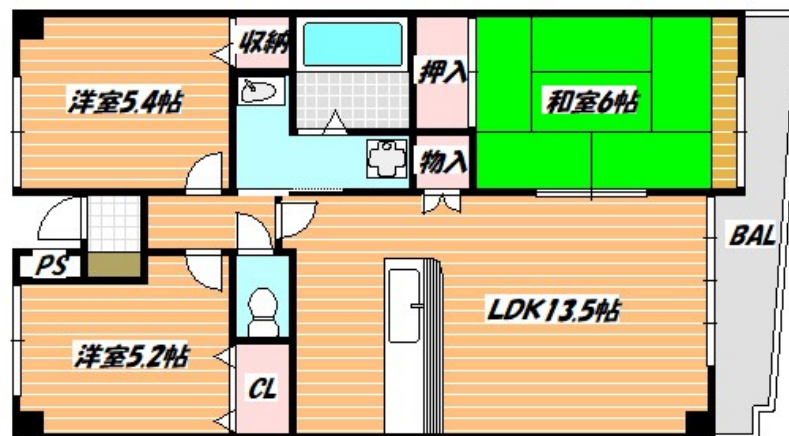 収納
洋室5.4帖
押入
和室6帖
物入
PS
BAL
LDK13.5帖
洋室5.2帖
CL